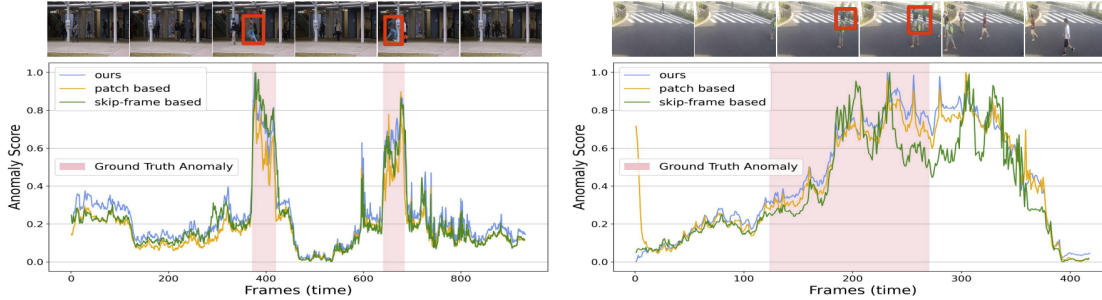 1.0
0.8
0.6
0.4
0.2
0.0
Anomaly Score
ours
patch based
skip-frame based
Ground Truth Anomaly
0 200 400 600 800
Frames (time)
1.0
0.8
0.6
0.4
0.2
0.0
Anomaly Score
ours
patch based
skip-frame based
Ground Truth Anomaly
0 100 200 300 400
Frames (time)